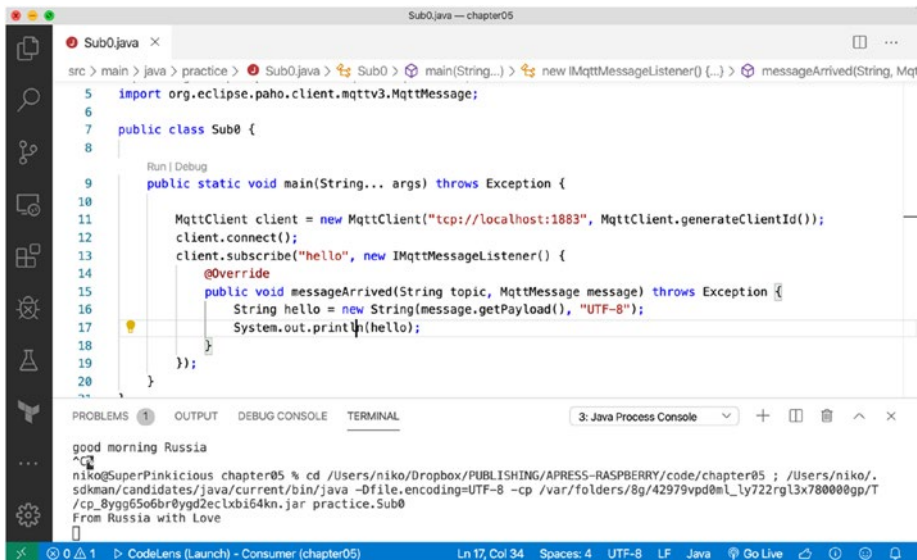 Sub0.java — chapter05
Sub0.java ×
src > main > java > practice > Sub0.java > Sub0 > main(String...) > new IMqttMessageListener() {...} > messageArrived(String, Mqt
5 import org.eclipse.paho.client.mqttv3.MqttMessage;
6
7 public class Sub0 {
8
Run | Debug
9 public static void main(String... args) throws Exception {
10
11 MqttClient client = new MqttClient("tcp://localhost:1883", MqttClient.generateClientId());
12 client.connect();
13 client.subscribe("hello", new IMqttMessageListener() {
14 @Override
15 public void messageArrived(String topic, MqttMessage message) throws Exception {
16 String hello = new String(message.getPayload(), "UTF-8");
17 System.out.println(hello);
18 }
19 });
20 }
PROBLEMS 1 OUTPUT DEBUG CONSOLE TERMINAL 3: Java Process Console
good morning Russia
^C
niko@SuperPinkicious chapter05 % cd /Users/niko/Dropbox/PUBLISHING/APRESS-RASPBERRY/code/chapter05 ; /Users/niko/.
sdkman/candidates/java/current/bin/java -Dfile.encoding=UTF-8 -cp /var/folders/8g/42979vpd0ml_ly722rgl3x780000gp/T
/cp_8ygg65o6br0ygd2eclxbi64kn.jar practice.Sub0
From Russia with Love
0 1 CodeLens (Launch) - Consumer (chapter05) Ln 17, Col 34 Spaces: 4 UTF-8 LF Java Go Live